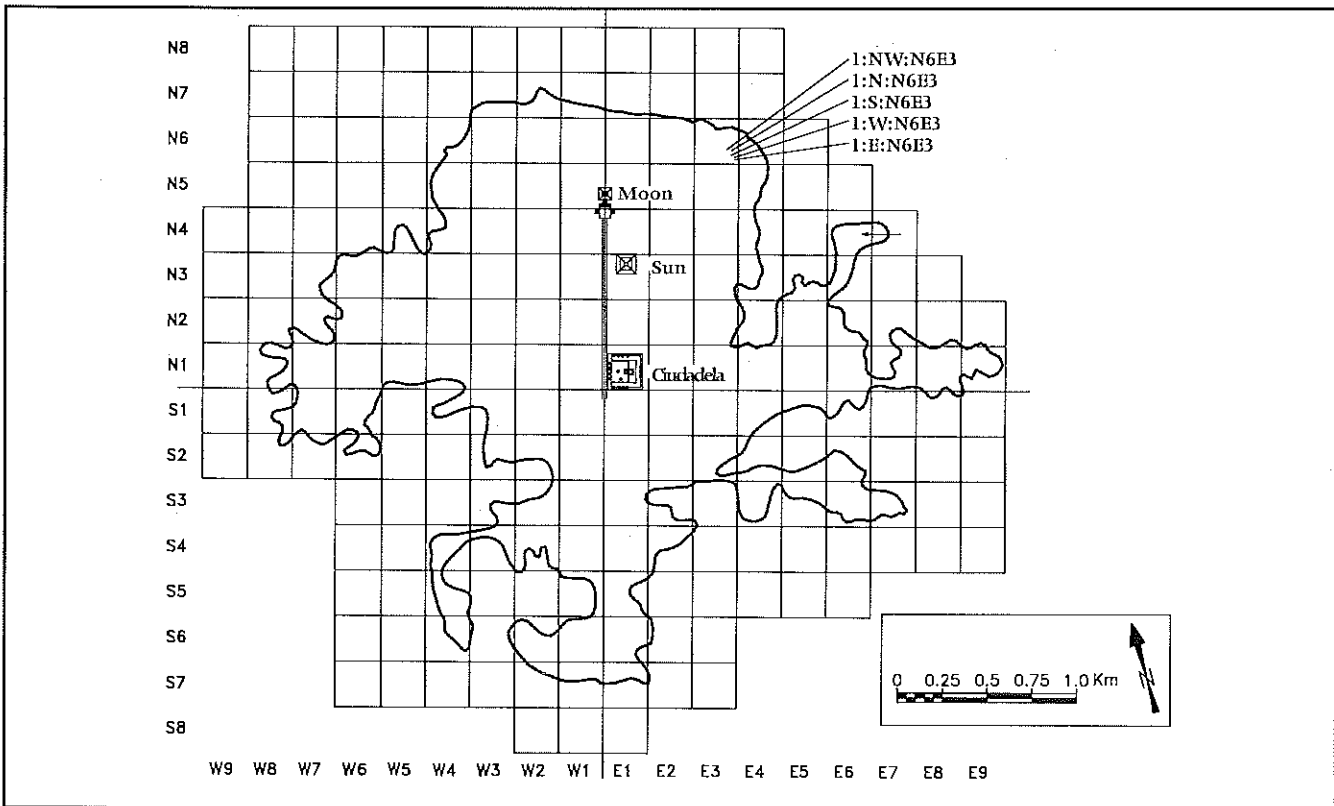 N8
N7
N6
N5
N4
N3
N2
N1
S1
S2
S3
S4
S5
S6
S7
S8
1:NW:N6E3
1:N:N6E3
1:S:N6E3
1:W:N6E3
1:E:N6E3
Moon
Sun
Ciudadela
0 0.25 0.5 0.75 1.0 Km
W9 W8 W7 W6 W5 W4 W3 W2 W1 E1 E2 E3 E4 E5 E6 E7 E8 E9